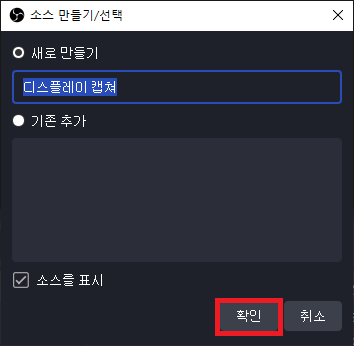 소스 만들기/선택
새로 만들기
디스플레이 캡쳐
기존 추가
소스를 표시
확인
취소